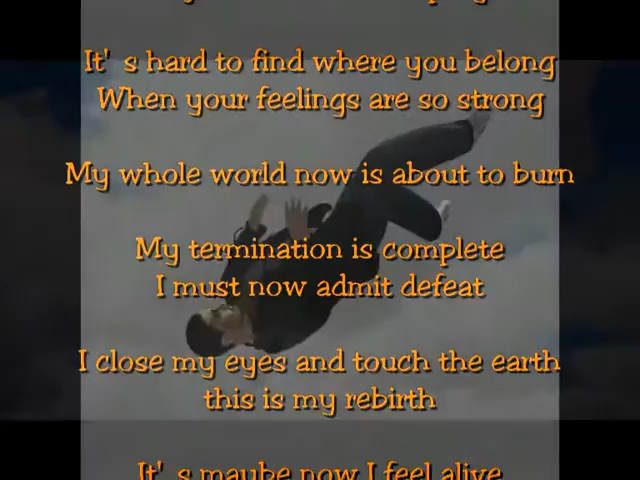 It's hard to find where you belong
When your feelings are so strong
My whole world now is about to burn
My termination is complete
I must now admit defeat
I close my eyes and touch the earth
this is my rebirth
It's maybe now I feel alive